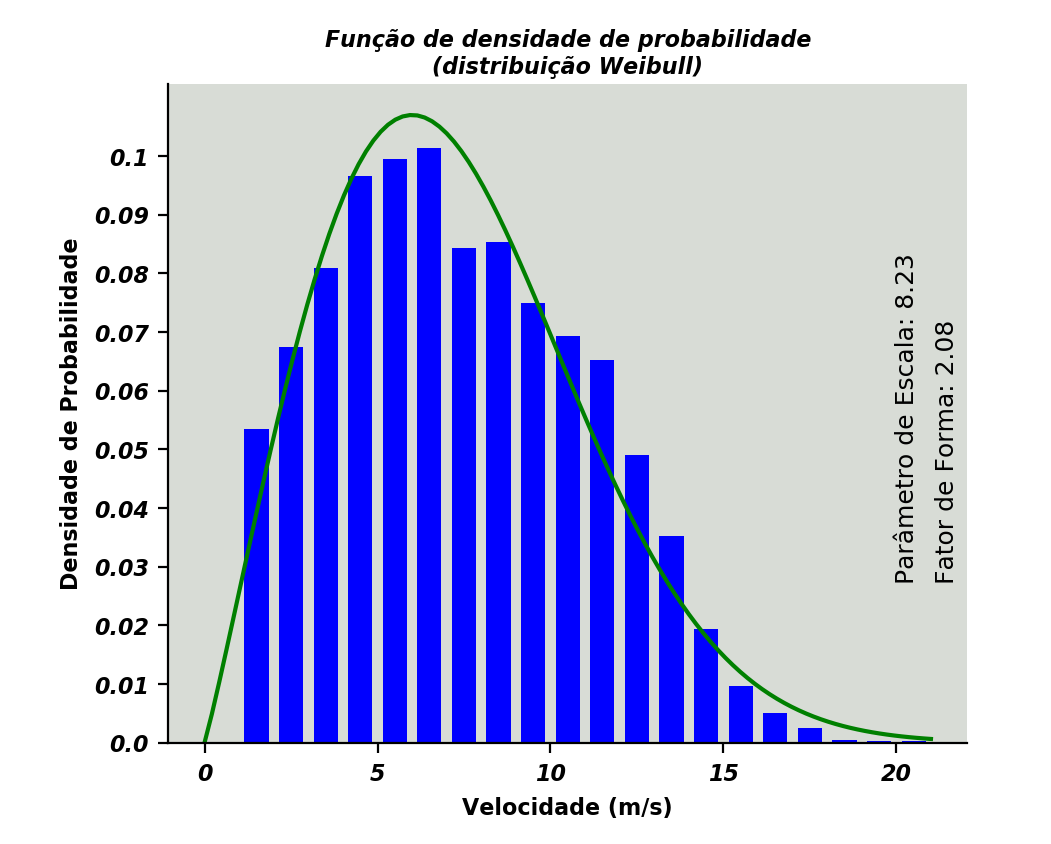 Função de densidade de probabilidade
(distribuição Weibull)
Densidade de Probabilidade
0.1
0.09
0.08
0.07
0.06
0.05
0.04
0.03
0.02
0.01
0.0
0
5
10
15
20
Velocidade (m/s)
Parâmetro de Escala: 8.23
Fator de Forma: 2.08